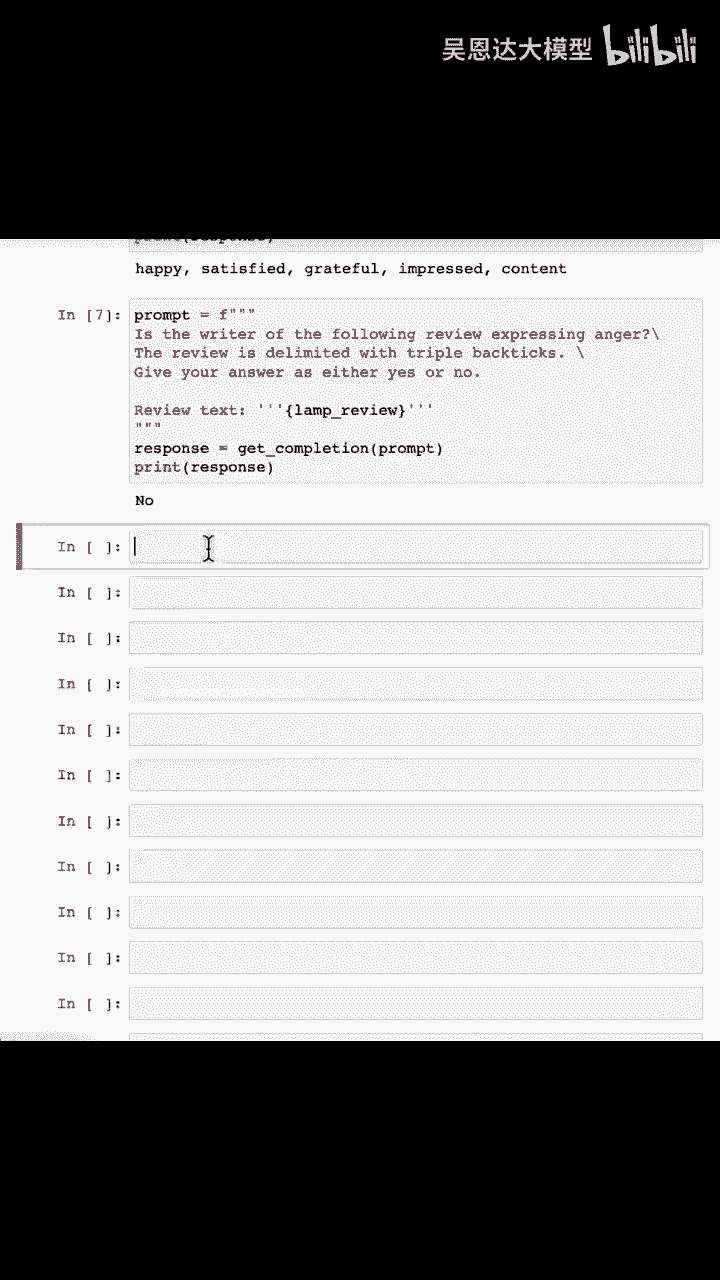 吴恩达大模型 bilibili
print(response)
happy, satisfied, grateful, impressed, content
In [7]: prompt = f"""
Is the writer of the following review expressing anger?\
The review is delimited with triple backticks. \
Give your answer as either yes or no.
Review text: '''{lamp_review}'''
"""
response = get_completion(prompt)
print(response)
No
In [ ]:
In [ ]:
In [ ]:
In [ ]:
In [ ]:
In [ ]:
In [ ]:
In [ ]:
In [ ]:
In [ ]:
In [ ]: